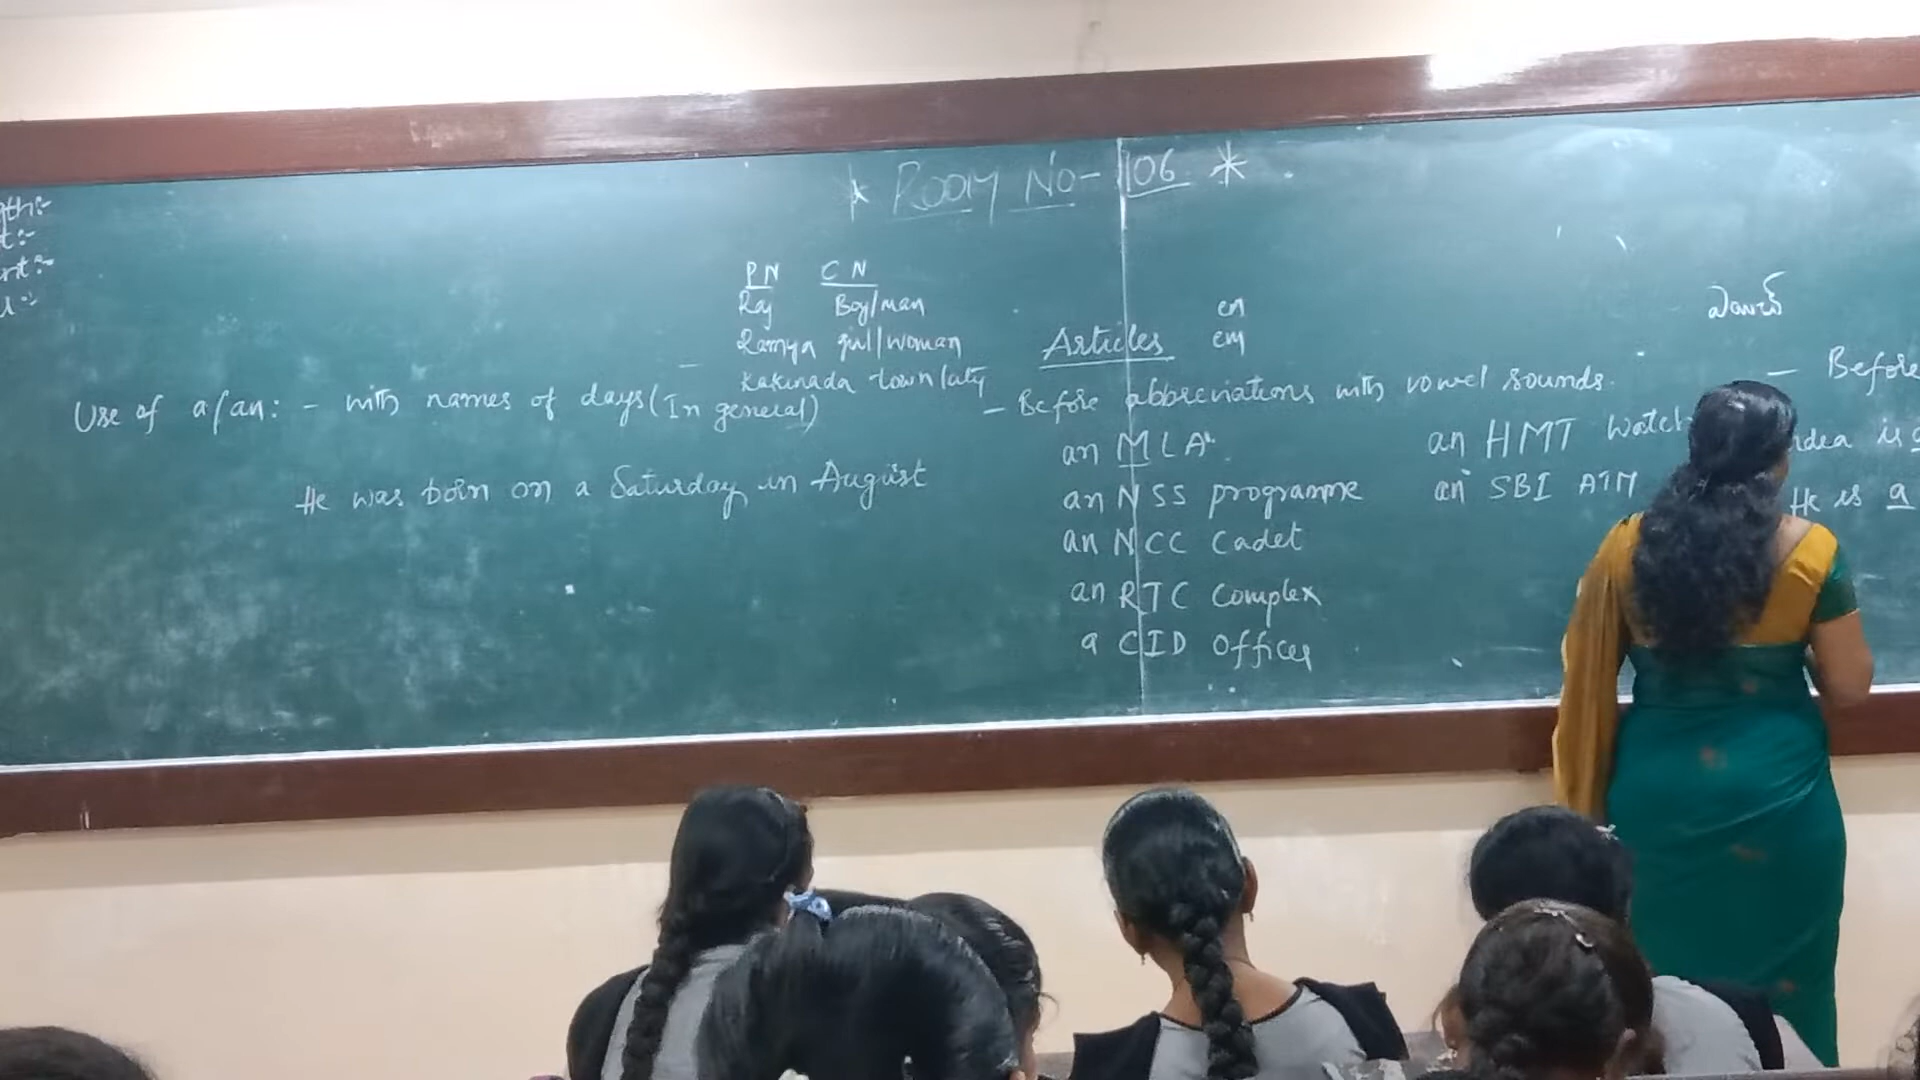 * ROOM No- 106 *
PN CN
Raj Boy/man
Ramya girl/woman
Kakinada town/city
Articles
en
em
Use of a/an: - with names of days (In general)
He was born on a Saturday in August
- Before abbreviations with vowel sounds.
an MLA.
an NSS programme
an NCC Cadet
an RTC Complex
a CID officer
an HMT Watch
an SBI ATM
- Before
He is a